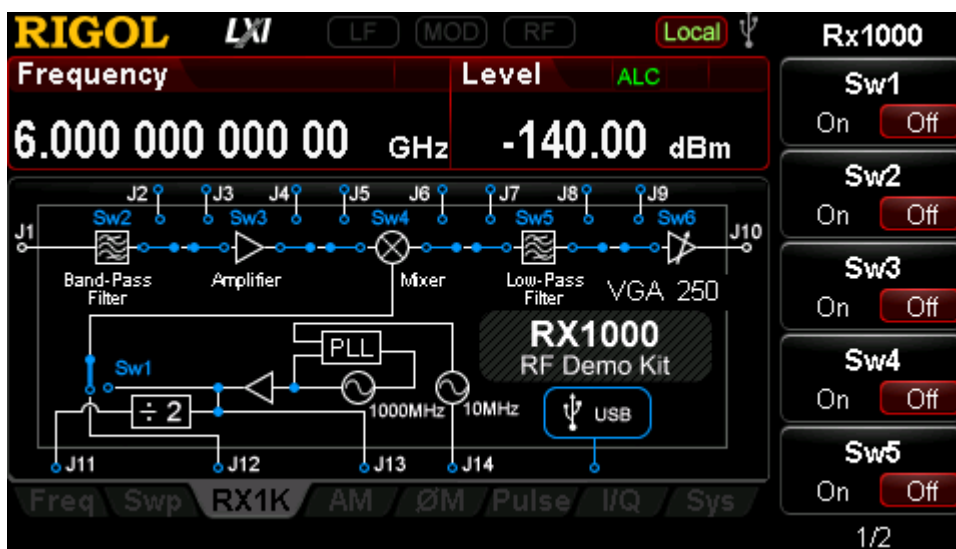 RIGOL LXI LF MOD RF Local Rx1000
Frequency Level ALC
6.000 000 000 00 GHz -140.00 dBm
Sw1
On Off
Sw2
On Off
Sw3
On Off
Sw4
On Off
Sw5
On Off
1/2
J2 J3 J4 J5 J6 J7 J8 J9
J1 Sw2 Sw3 Sw4 Sw5 Sw6 J10
Band-Pass Filter
Amplifier
Mixer
Low-Pass Filter
VGA 250
PLL
RX1000
RF Demo Kit
Sw1
÷ 2
1000MHz
10MHz
USB
J11 J12 J13 J14
Freq Swp RX1K AM ØM Pulse I/Q Sys